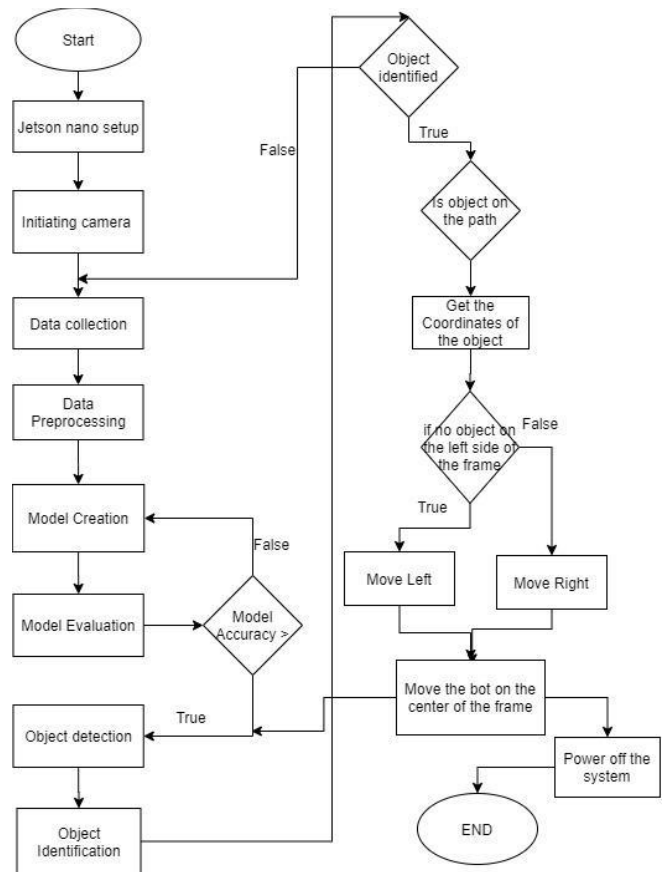 Start
Jetson nano setup
Initiating camera
Data collection
Data
Preprocessing
Model Creation
Model Evaluation
Model
Accuracy >
False
True
Object detection
Object
Identification
Object
identified
False
True
Is object on
the path
Get the
Coordinates of
the object
if no object on
the left side of
the frame
False
True
Move Left
Move Right
Move the bot on the
center of the frame
Power off the
system
END